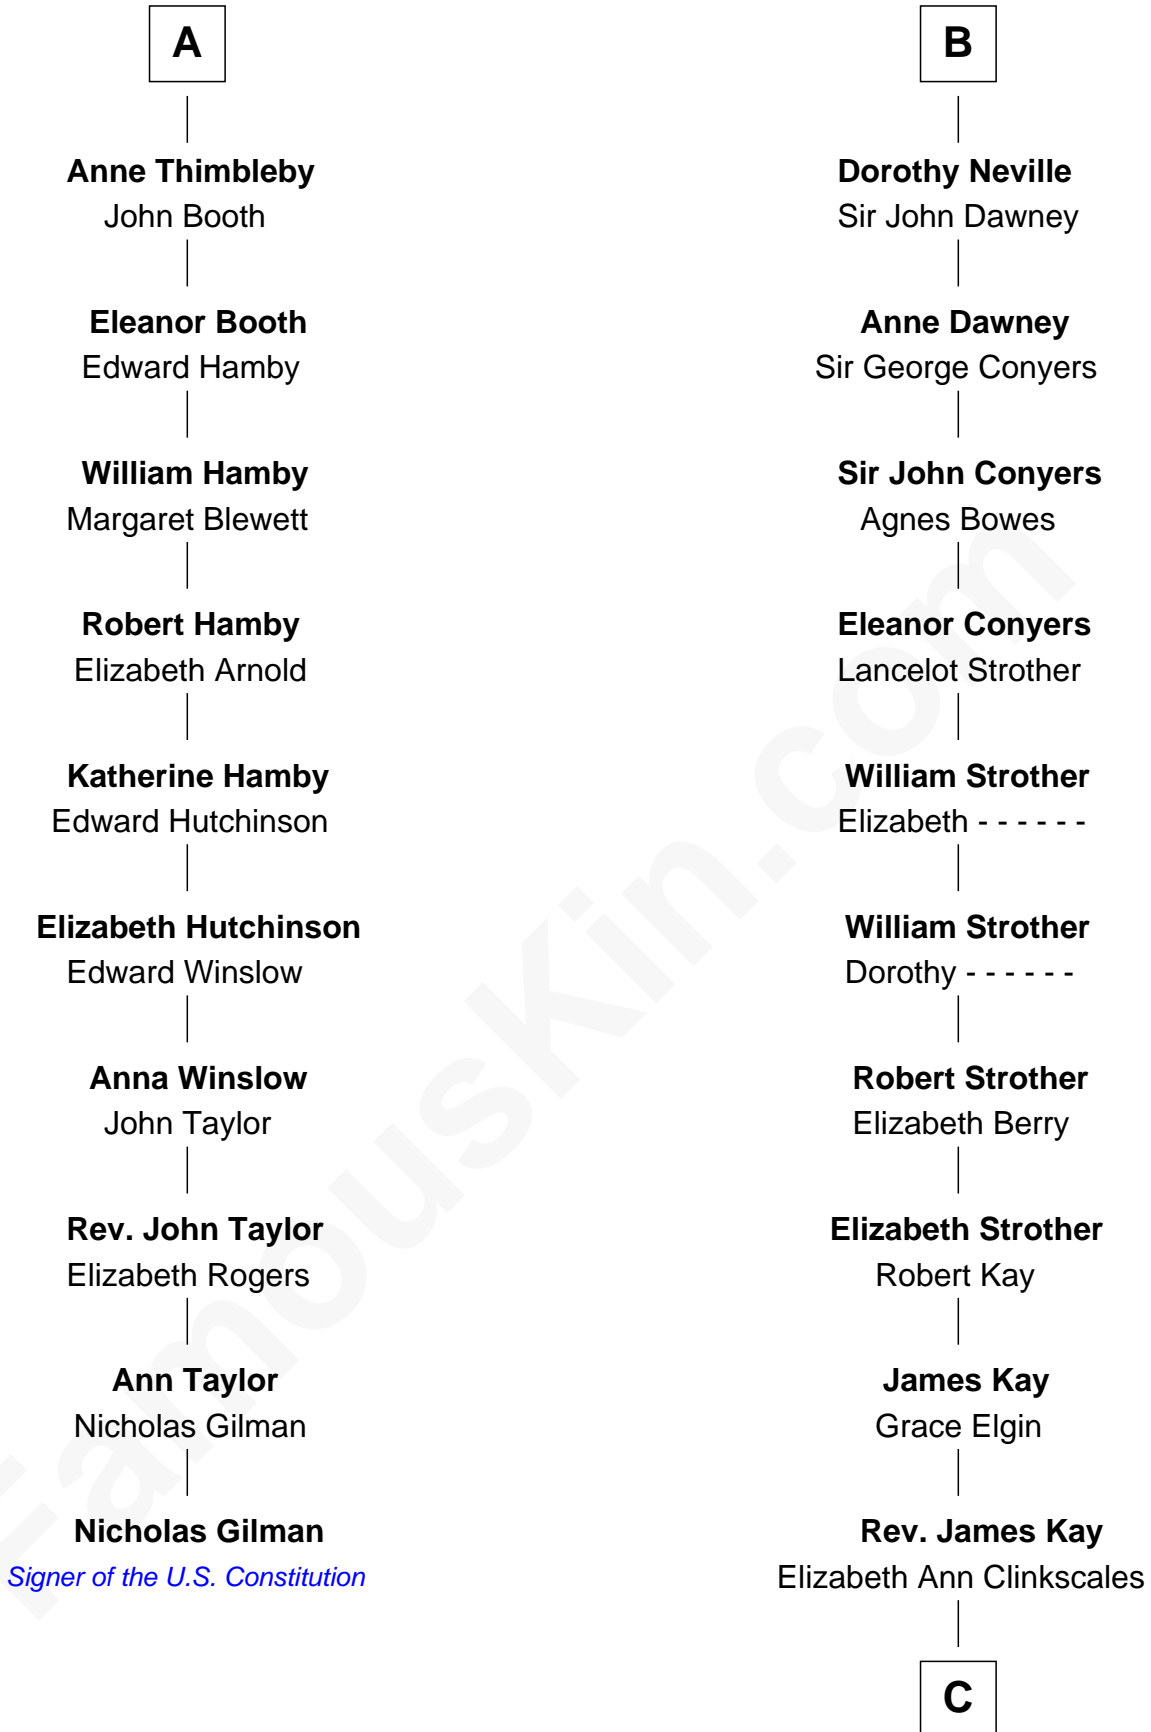 A
Anne Thimbleby
John Booth
Eleanor Booth
Edward Hamby
William Hamby
Margaret Blewett
Robert Hamby
Elizabeth Arnold
Katherine Hamby
Edward Hutchinson
Elizabeth Hutchinson
Edward Winslow
Anna Winslow
John Taylor
Rev. John Taylor
Elizabeth Rogers
Ann Taylor
Nicholas Gilman
Nicholas Gilman
Signer of the U.S. Constitution
B
Dorothy Neville
Sir John Dawney
Anne Dawney
Sir George Conyers
Sir John Conyers
Agnes Bowes
Eleanor Conyers
Lancelot Strother
William Strother
Elizabeth - - - - - -
William Strother
Dorothy - - - - - -
Robert Strother
Elizabeth Berry
Elizabeth Strother
Robert Kay
James Kay
Grace Elgin
Rev. James Kay
Elizabeth Ann Clinkscales
C
FamousKin.com